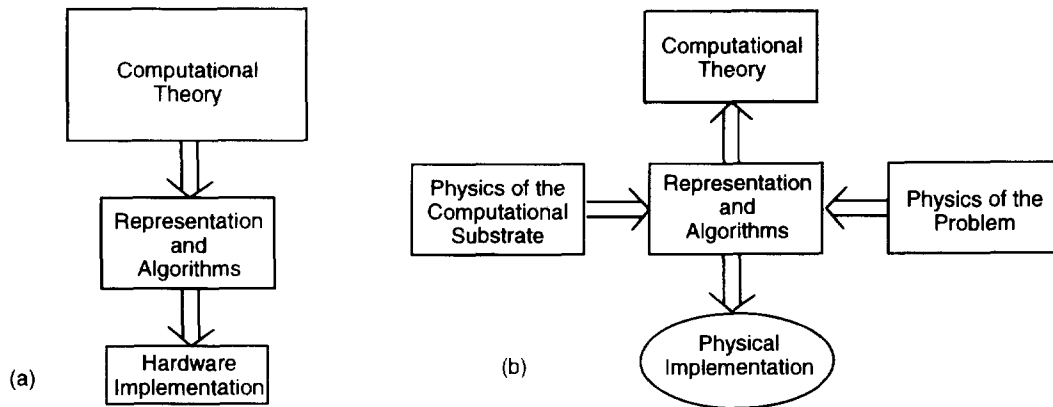 Computational
Theory
Representation
and
Algorithms
Hardware
Implementation
(a)
Computational
Theory
Physics of the
Computational
Substrate
Representation
and
Algorithms
Physics of the
Problem
Physical
Implementation
(b)